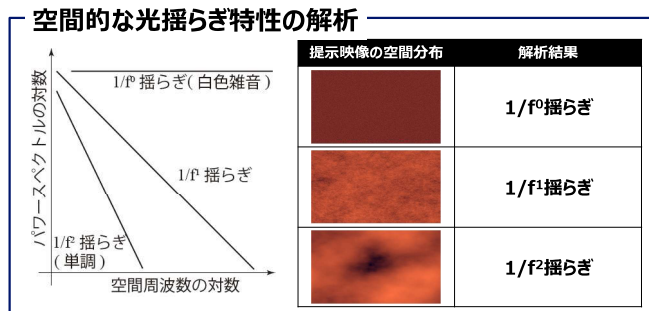 空間的な光揺らぎ特性の解析
パワースペクトルの対数
1/f⁰ 揺らぎ(白色雑音)
1/f¹ 揺らぎ
1/f² 揺らぎ
(単調)
空間周波数の対数
提示映像の空間分布 解析結果
1/f⁰揺らぎ
1/f¹揺らぎ
1/f²揺らぎ